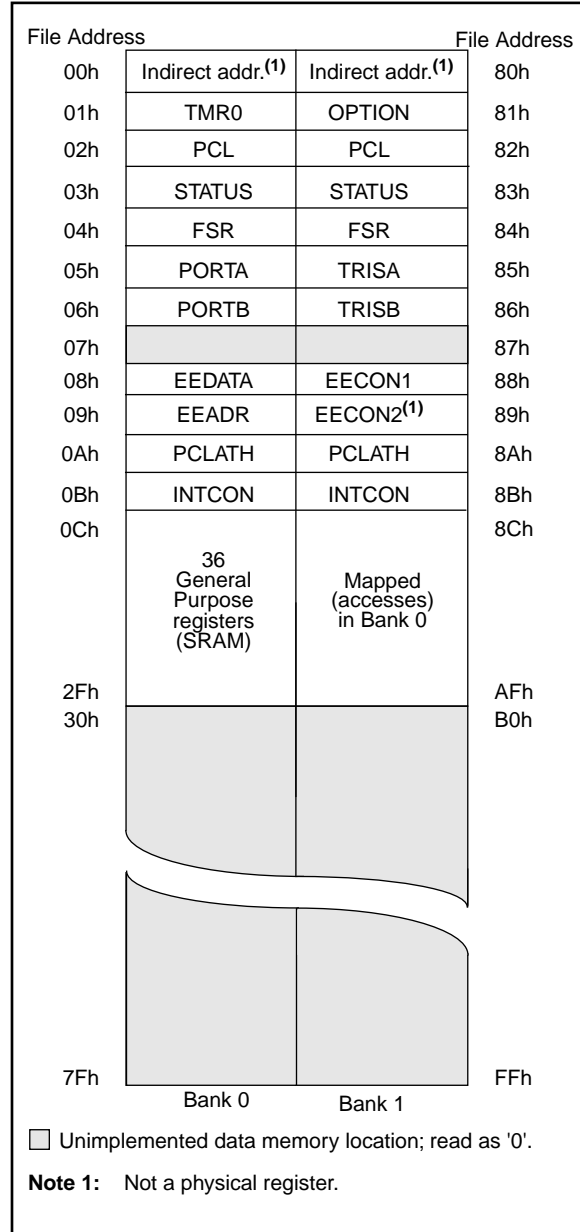 File Address File Address
00h Indirect addr.(1) Indirect addr.(1) 80h
01h TMR0 OPTION 81h
02h PCL PCL 82h
03h STATUS STATUS 83h
04h FSR FSR 84h
05h PORTA TRISA 85h
06h PORTB TRISB 86h
07h 87h
08h EEDATA EECON1 88h
09h EEADR EECON2(1) 89h
0Ah PCLATH PCLATH 8Ah
0Bh INTCON INTCON 8Bh
0Ch 8Ch
36
General
Purpose
registers
(SRAM)
Mapped
(accesses)
in Bank 0
2Fh AFh
30h B0h
7Fh FFh
Bank 0 Bank 1
Unimplemented data memory location; read as '0'.
Note 1: Not a physical register.